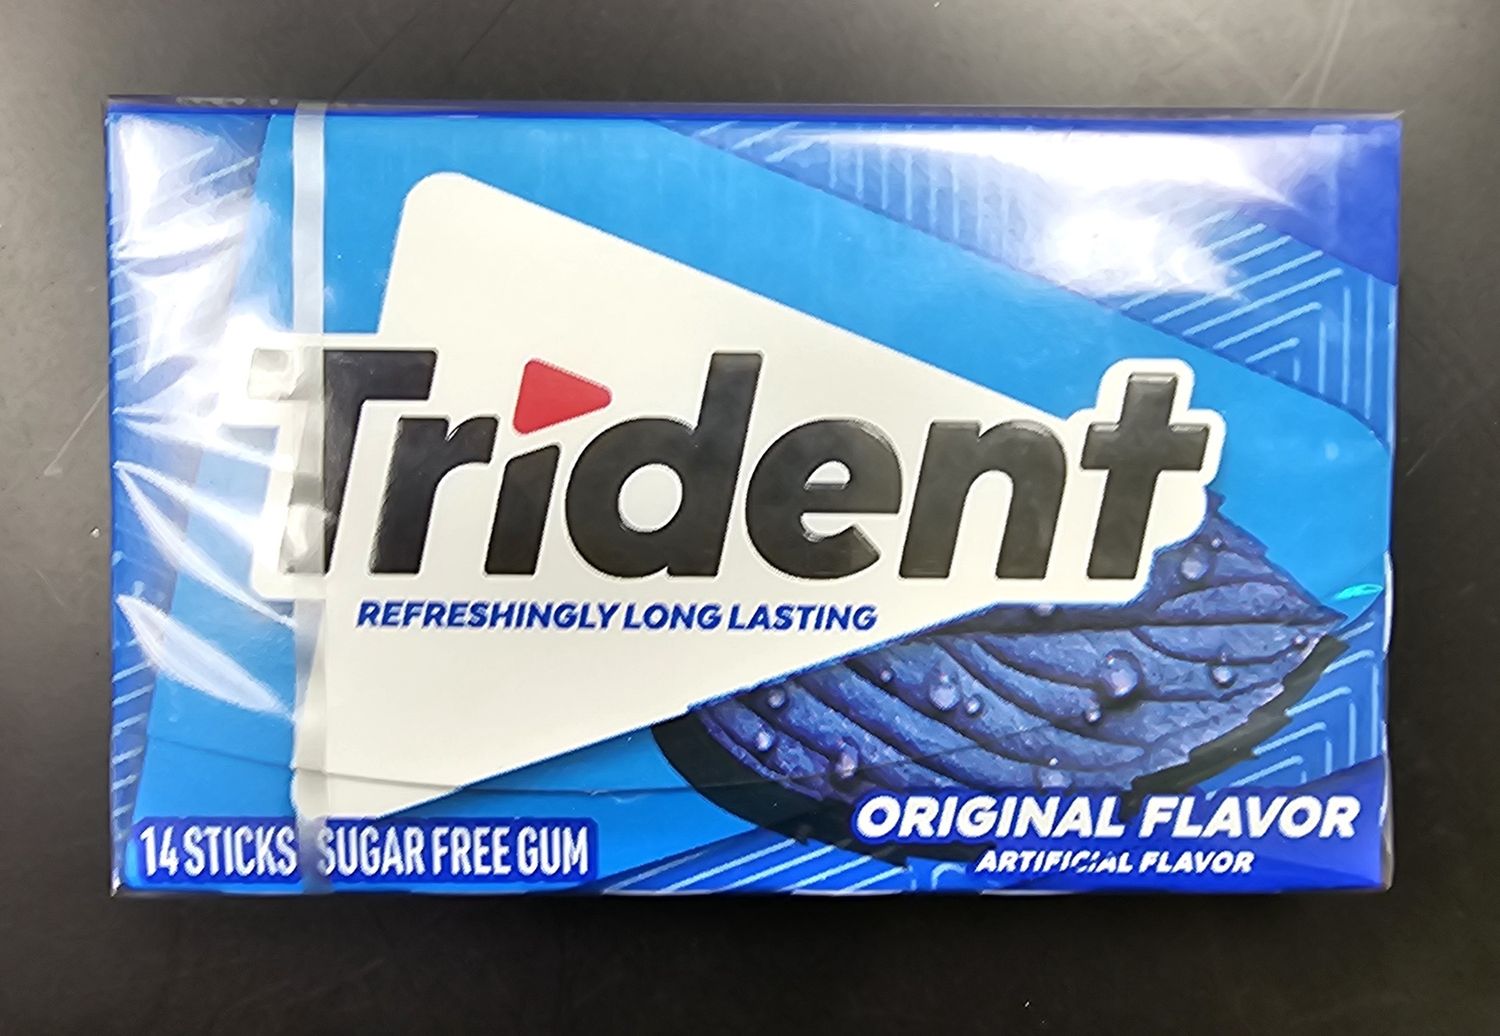 Trident
REFRESHINGLY LONG LASTING
ORIGINAL FLAVOR
ARTIFICIAL FLAVOR
14 STICKS SUGAR FREE GUM